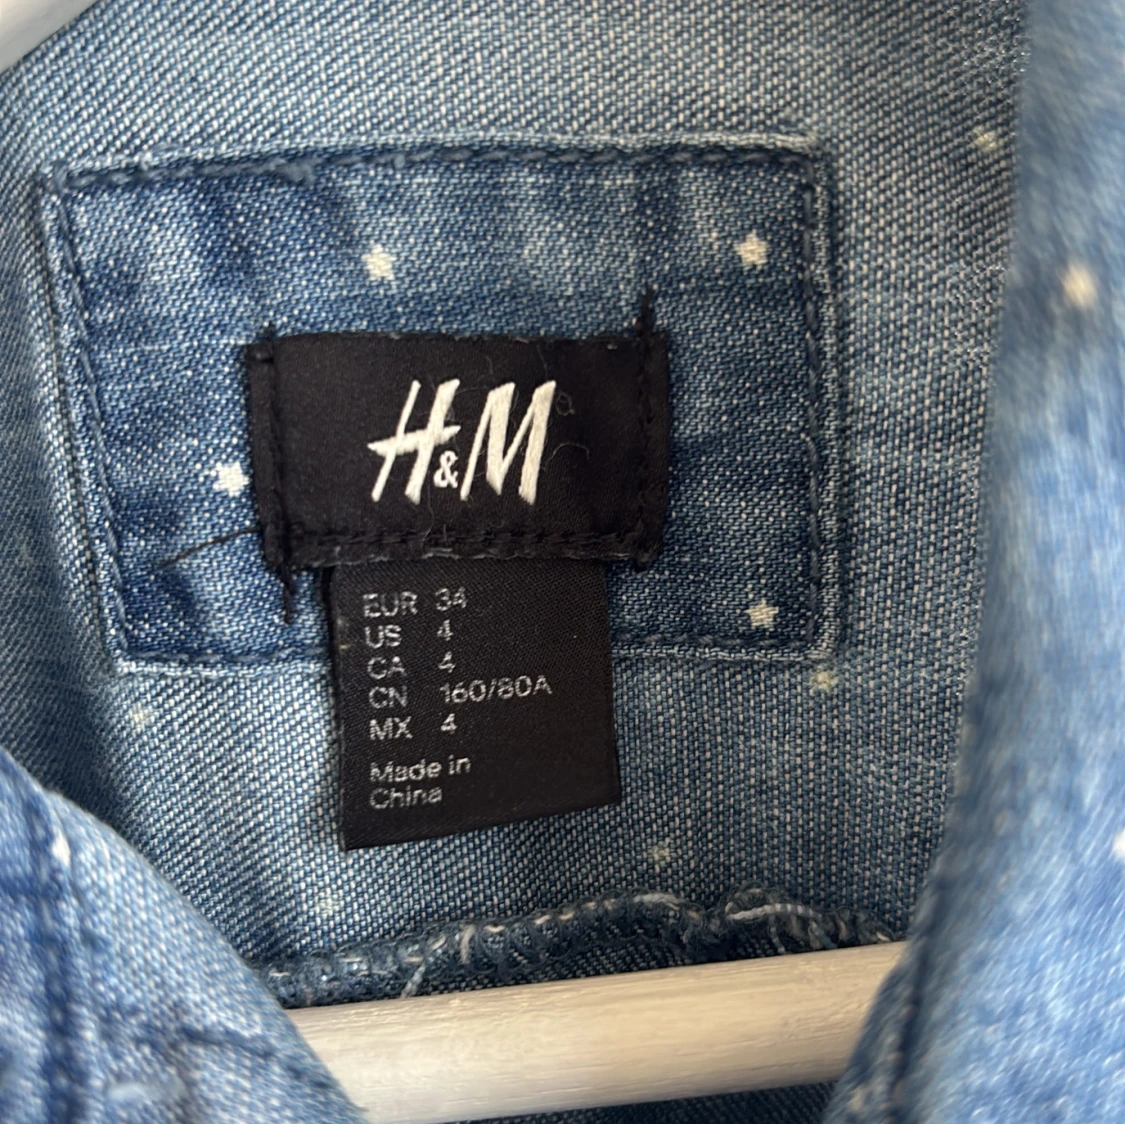 H&M
EUR 34
US 4
CA 4
CN 160/80A
MX 4
Made in
China